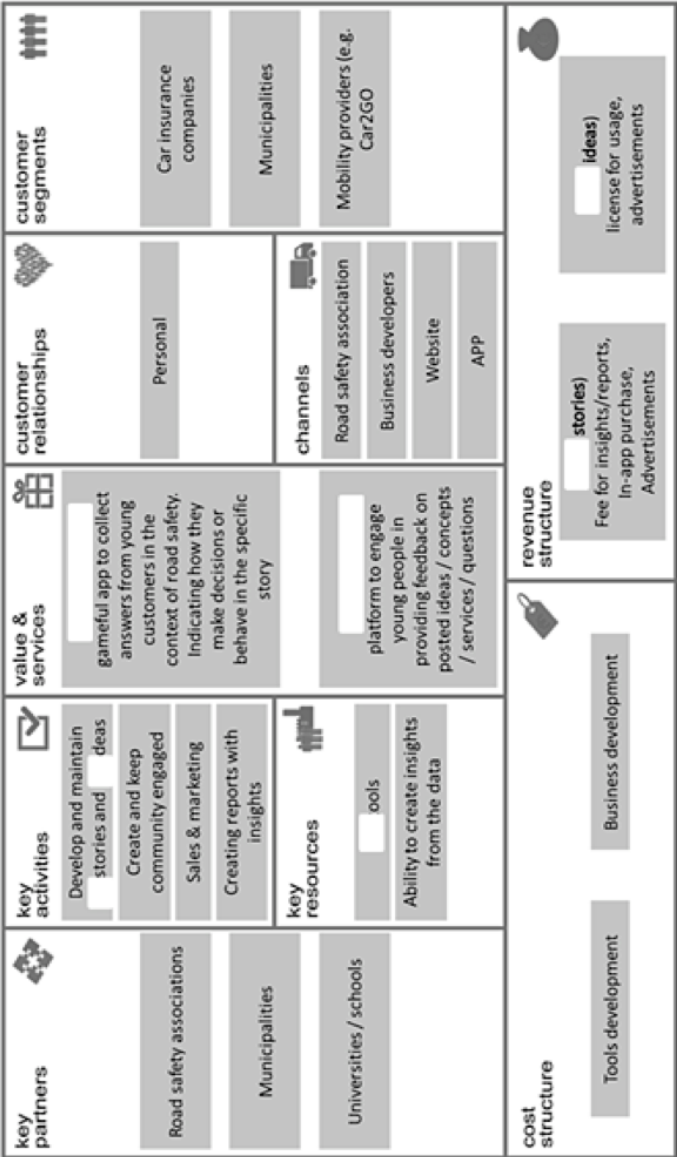 key
partners
Road safety associations
Municipalities
Universities / schools
key
activities
Develop and maintain
stories and deas
Create and keep
community engaged
Sales & marketing
Creating reports with
insights
key
resources
ools
Ability to create insights
from the data
value &
services
gameful app to collect
answers from young
customers in the
context of road safety.
Indicating how they
make decisions or
behave in the specific
story
platform to engage
young people in
providing feedback on
posted ideas / concepts
/ services / questions
customer
relationships
Personal
channels
Road safety association
Business developers
Website
APP
customer
segments
Car insurance
companies
Municipalities
Mobility providers (e.g.
Car2GO
cost
structure
Tools development
Business development
revenue
structure
stories)
Fee for insights/reports,
In-app purchase,
Advertisements
ideas)
license for usage,
advertisements